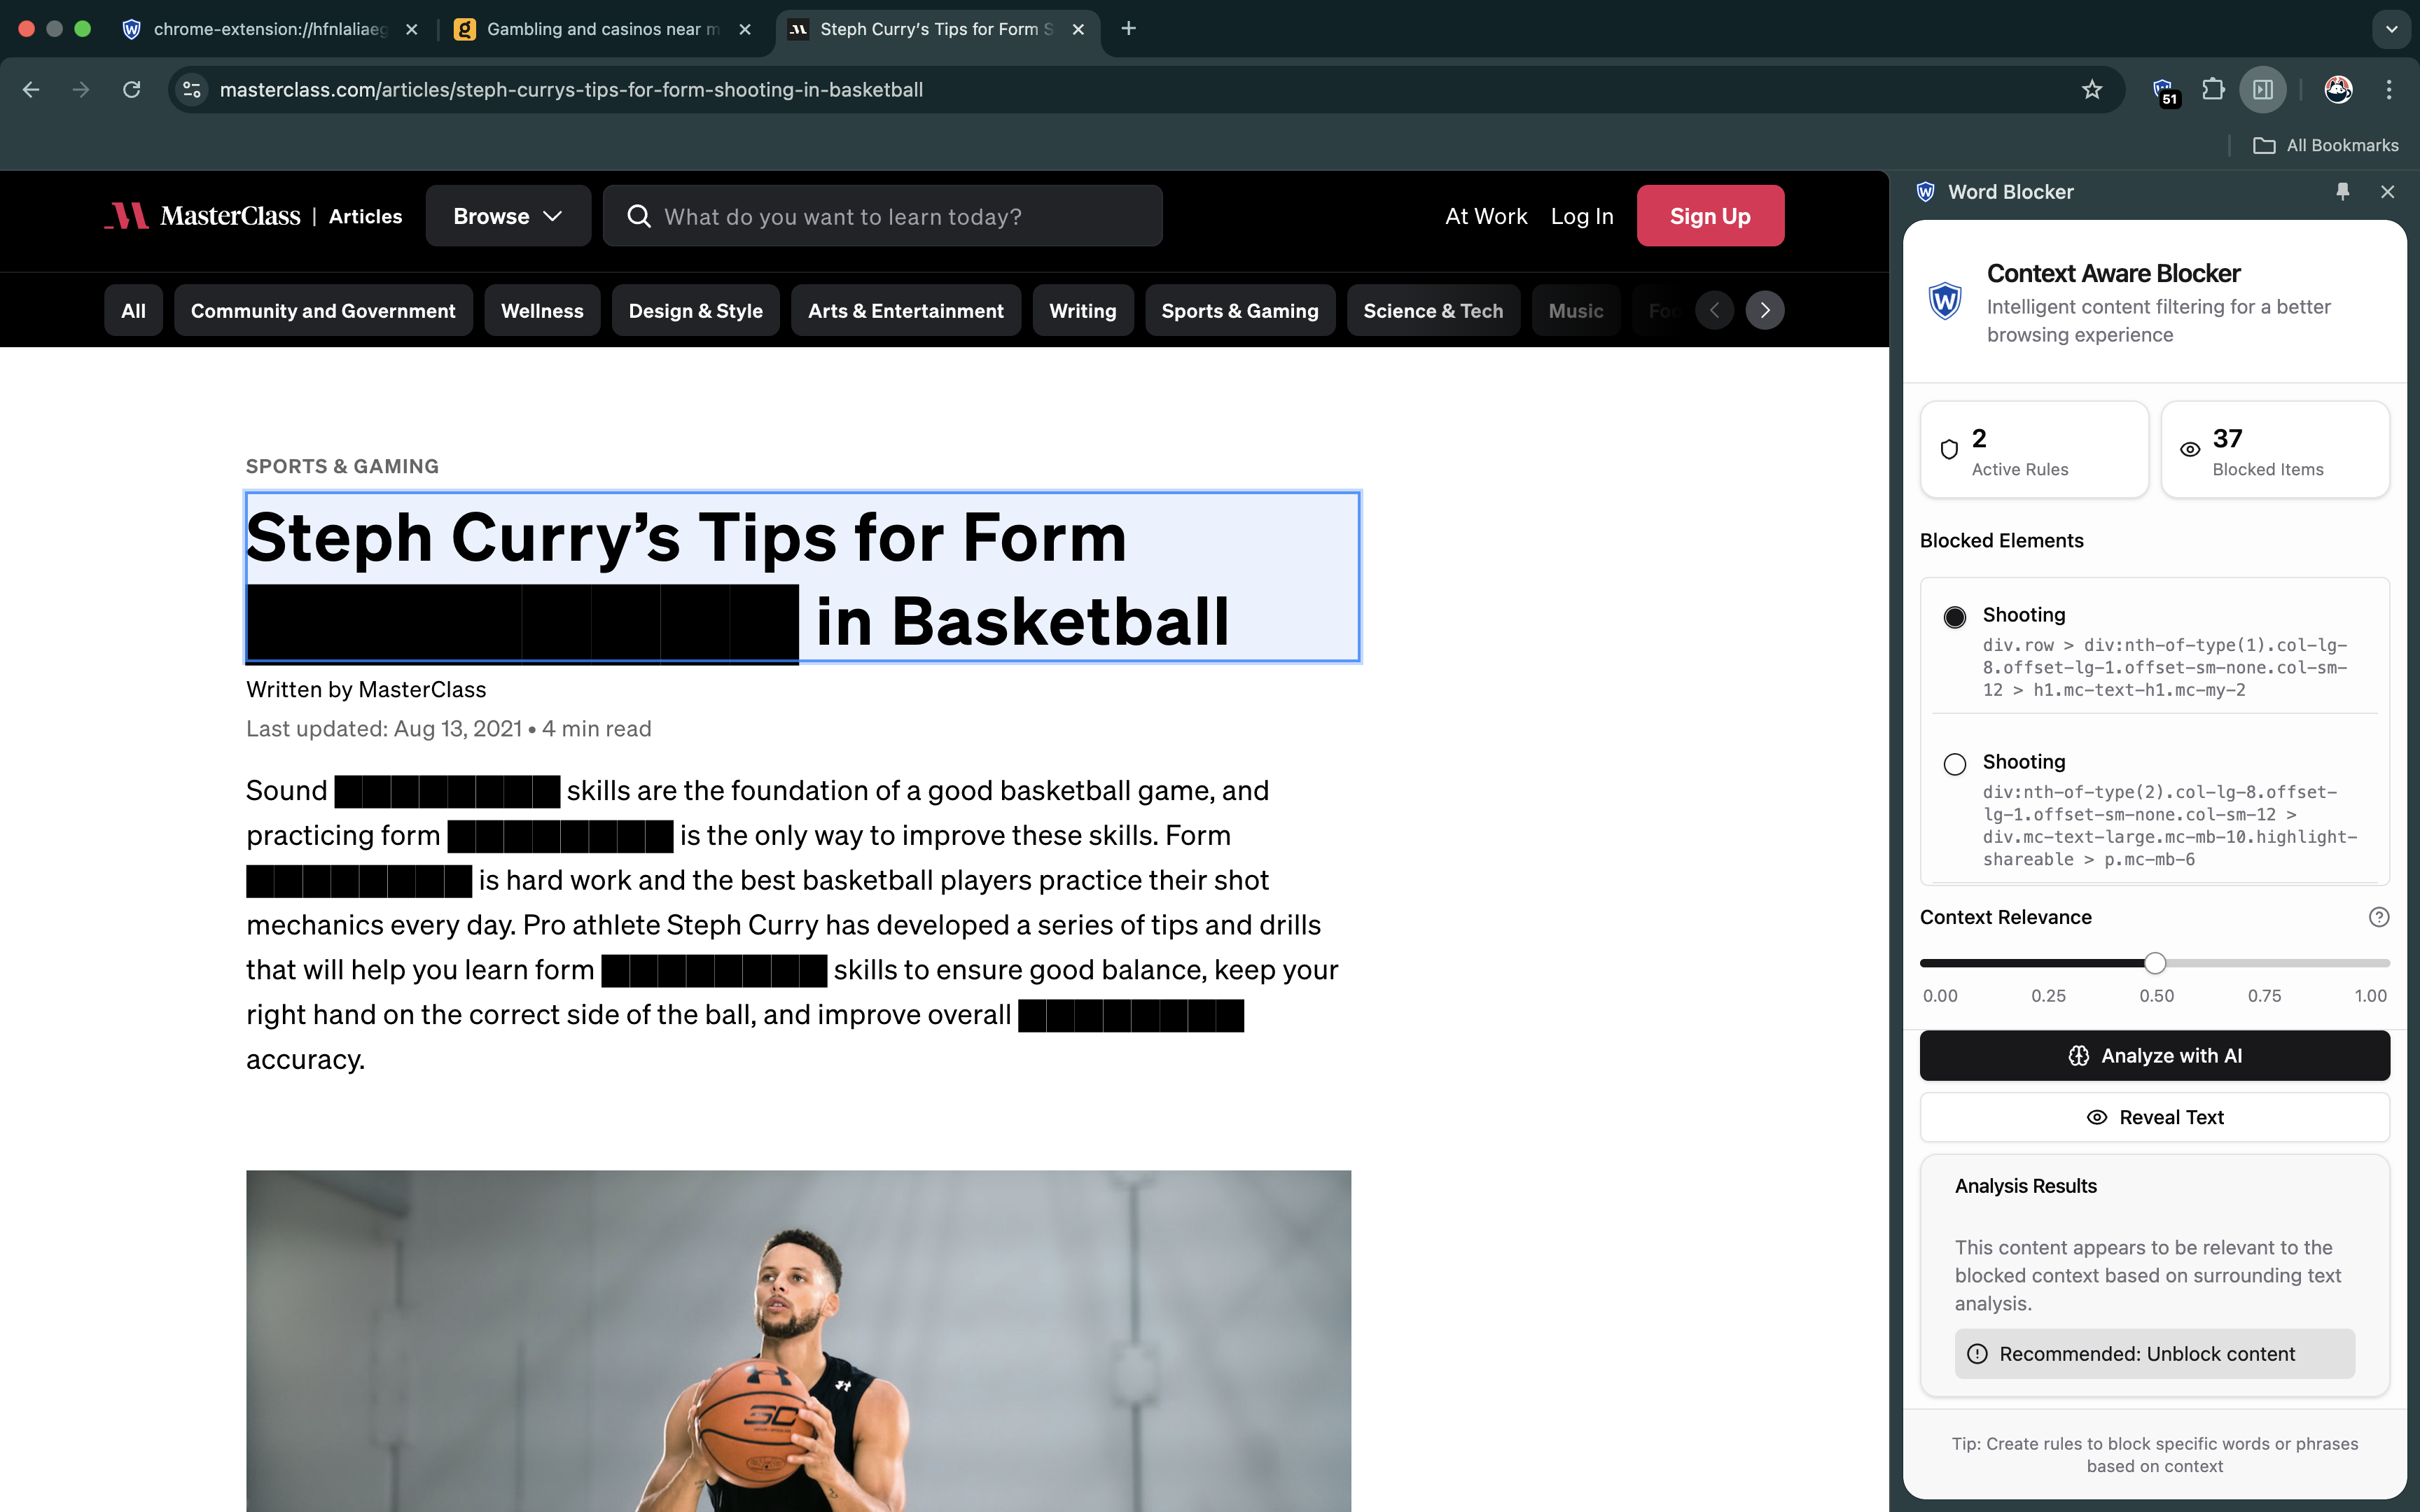 chrome-extension://hfnlaliaeg
Gambling and casinos near m
Steph Curry's Tips for Form S
masterclass.com/articles/steph-currys-tips-for-form-shooting-in-basketball
51
All Bookmarks
MasterClass | Articles
Browse
What do you want to learn today?
At Work
Log In
Sign Up
All
Community and Government
Wellness
Design & Style
Arts & Entertainment
Writing
Sports & Gaming
Science & Tech
Music
Foo
SPORTS & GAMING
Steph Curry’s Tips for Form
in Basketball
Written by MasterClass
Last updated: Aug 13, 2021 • 4 min read
Sound skills are the foundation of a good basketball game, and
practicing form is the only way to improve these skills. Form
is hard work and the best basketball players practice their shot
mechanics every day. Pro athlete Steph Curry has developed a series of tips and drills
that will help you learn form skills to ensure good balance, keep your
right hand on the correct side of the ball, and improve overall
accuracy.
SC
Word Blocker
W
Context Aware Blocker
Intelligent content filtering for a better
browsing experience
2
Active Rules
37
Blocked Items
Blocked Elements
Shooting
div.row > div:nth-of-type(1).col-lg-
8.offset-lg-1.offset-sm-none.col-sm-
12 > h1.mc-text-h1.mc-my-2
Shooting
div:nth-of-type(2).col-lg-8.offset-
lg-1.offset-sm-none.col-sm-12 >
div.mc-text-large.mc-mb-10.highlight-
shareable > p.mc-mb-6
Context Relevance
0.00 0.25 0.50 0.75 1.00
Analyze with AI
Reveal Text
Analysis Results
This content appears to be relevant to the
blocked context based on surrounding text
analysis.
Recommended: Unblock content
Tip: Create rules to block specific words or phrases
based on context